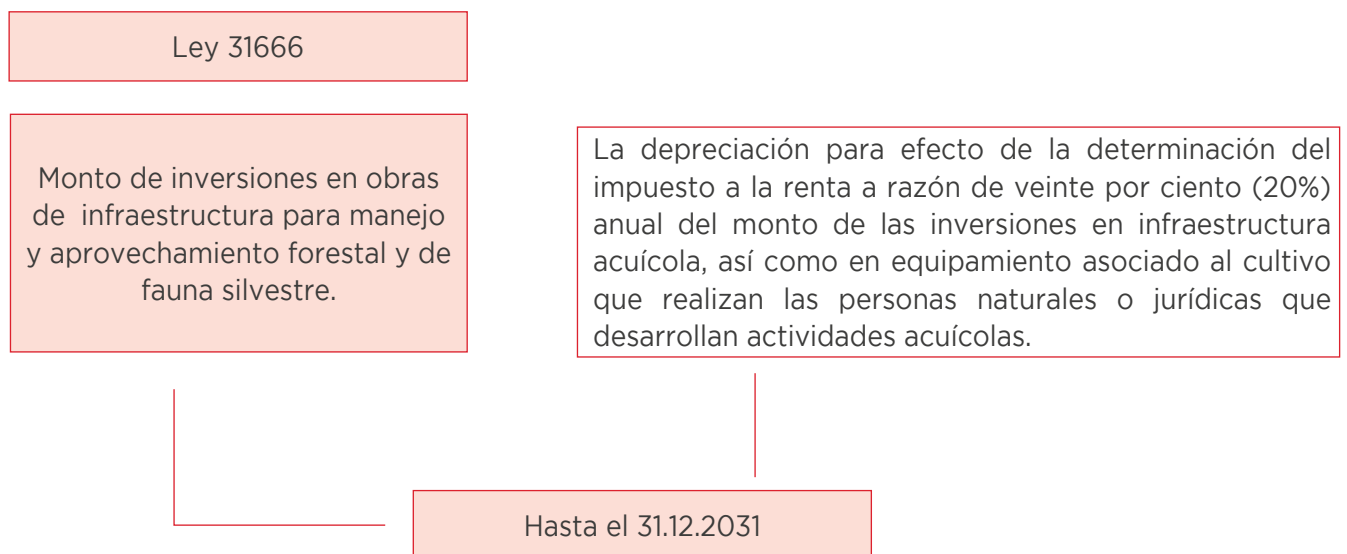 Ley 31666
Monto de inversiones en obras
de infraestructura para manejo
y aprovechamiento forestal y de
fauna silvestre.
La depreciación para efecto de la determinación del
impuesto a la renta a razón de veinte por ciento (20%)
anual del monto de las inversiones en infraestructura
acuícola, así como en equipamiento asociado al cultivo
que realizan las personas naturales o jurídicas que
desarrollan actividades acuícolas.
Hasta el 31.12.2031